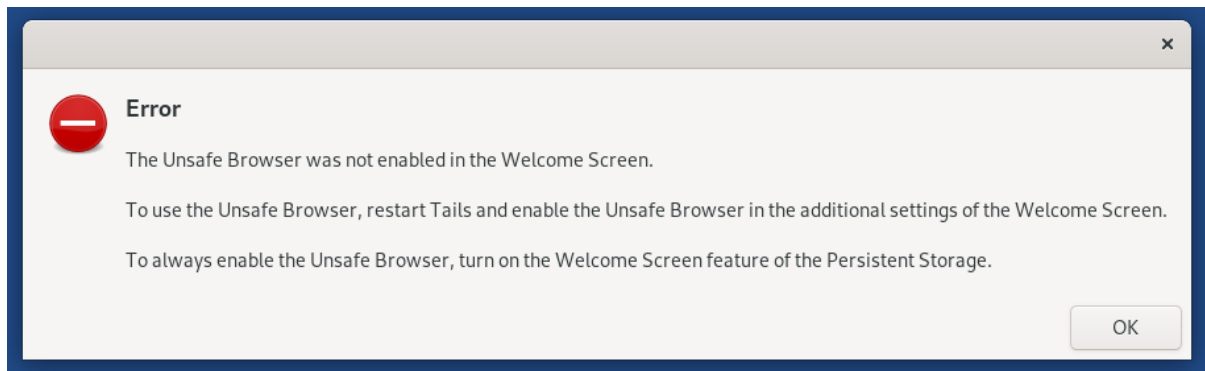 Error
The Unsafe Browser was not enabled in the Welcome Screen.
To use the Unsafe Browser, restart Tails and enable the Unsafe Browser in the additional settings of the Welcome Screen.
To always enable the Unsafe Browser, turn on the Welcome Screen feature of the Persistent Storage.
OK